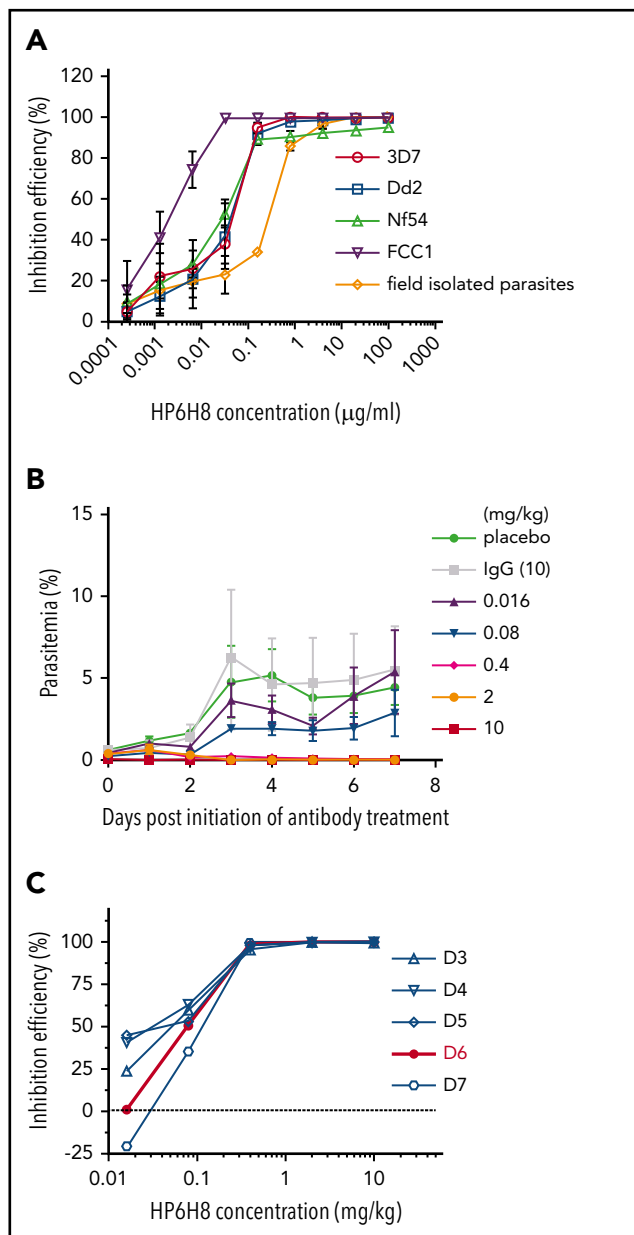 A
120
100
80
60
40
20
0
Inhibition efficiency (%)
3D7
Dd2
Nf54
FCC1
field isolated parasites
0.0001
0.001
0.01
0.1
1
10
100
1000
HP6H8 concentration (μg/ml)
B
15
10
5
0
Parasitemia (%)
(mg/kg)
placebo
IgG (10)
0.016
0.08
0.4
2
10
0 2 4 6 8
Days post initiation of antibody treatment
C
100
75
50
25
0
-25
Inhibition efficiency (%)
D3
D4
D5
D6
D7
0.01 0.1 1 10
HP6H8 concentration (mg/kg)